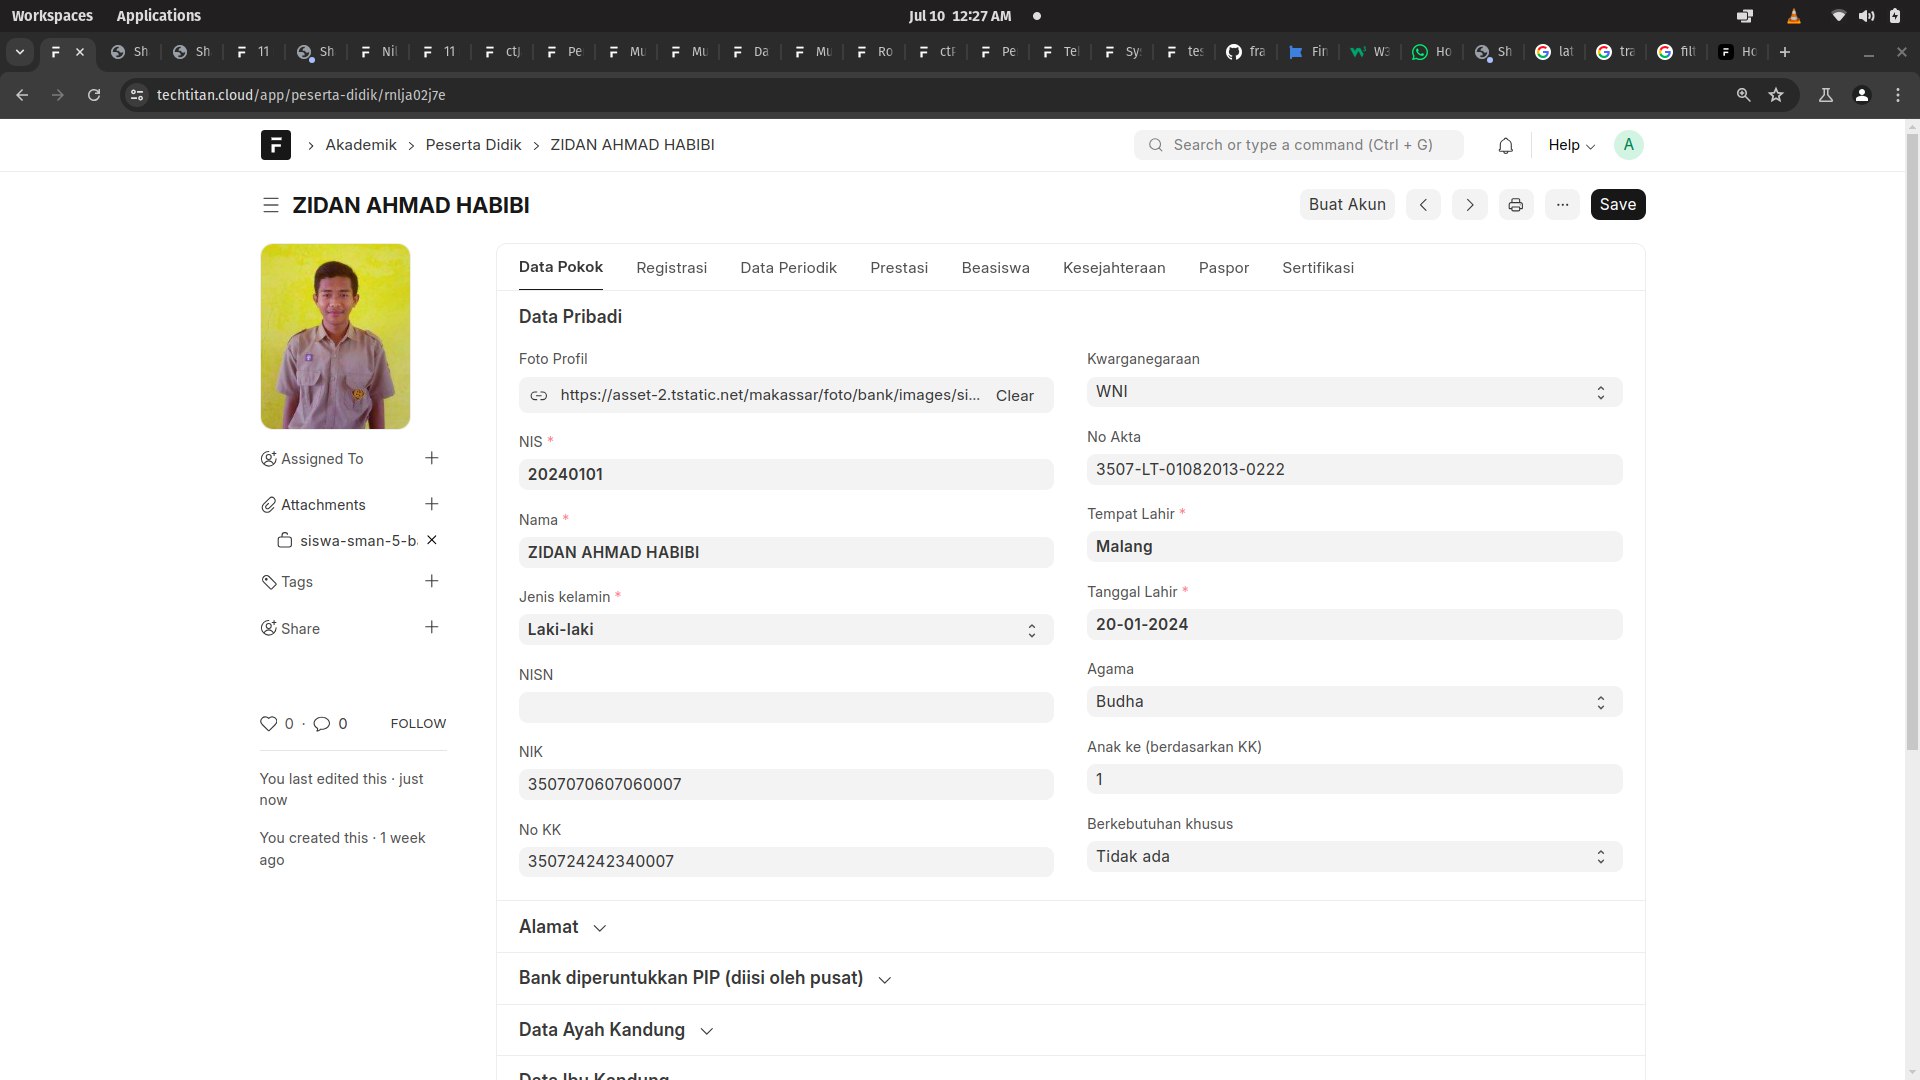 Workspaces Applications Jul 10 12:27 AM
Sh Sh 11 Sh Nil 11 ctJ Pe Mu Mu Da Mu Ro ctF Pe Tel Sy: tes fra Fin W3 Ho Sh lat tra filt Hc
techtitan.cloud/app/peserta-didik/rnlja02j7e
Akademik Peserta Didik ZIDAN AHMAD HABIBI Search or type a command (Ctrl + G) Help A
ZIDAN AHMAD HABIBI Buat Akun ... Save
Data Pokok Registrasi Data Periodik Prestasi Beasiswa Kesejahteraan Paspor Sertifikasi
Assigned To
Attachments
siswa-sman-5-b
Tags
Share
0 · 0 FOLLOW
You last edited this · just
now
You created this · 1 week
ago
Data Pribadi
Foto Profil
https://asset-2.tstatic.net/makassar/foto/bank/images/si... Clear
NIS *
20240101
Nama *
ZIDAN AHMAD HABIBI
Jenis kelamin *
Laki-laki
NISN
NIK
3507070607060007
No KK
350724242340007
Kwarganegaraan
WNI
No Akta
3507-LT-01082013-0222
Tempat Lahir *
Malang
Tanggal Lahir *
20-01-2024
Agama
Budha
Anak ke (berdasarkan KK)
1
Berkebutuhan khusus
Tidak ada
Alamat
Bank diperuntukkan PIP (diisi oleh pusat)
Data Ayah Kandung
Data Ibu Kandung